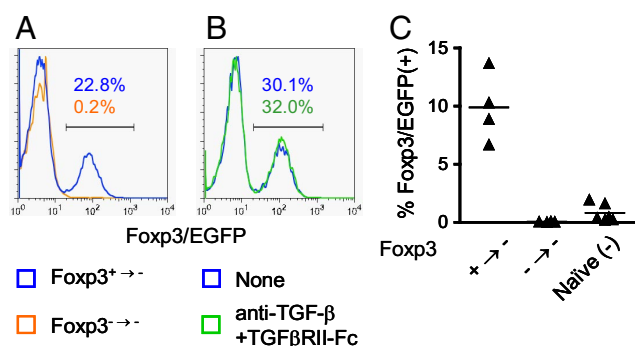 A
B
C
22.8%
0.2%
30.1%
32.0%
10⁰ 10¹ 10² 10³ 10⁴
10⁰ 10¹ 10² 10³ 10⁴
Foxp3/EGFP
Foxp3⁺ → -
Foxp3⁻ → -
None
anti-TGF-β
+TGFβRII-Fc
% Foxp3/EGFP(+)
15
10
5
0
Foxp3
+ → -
- → -
Naïve (-)